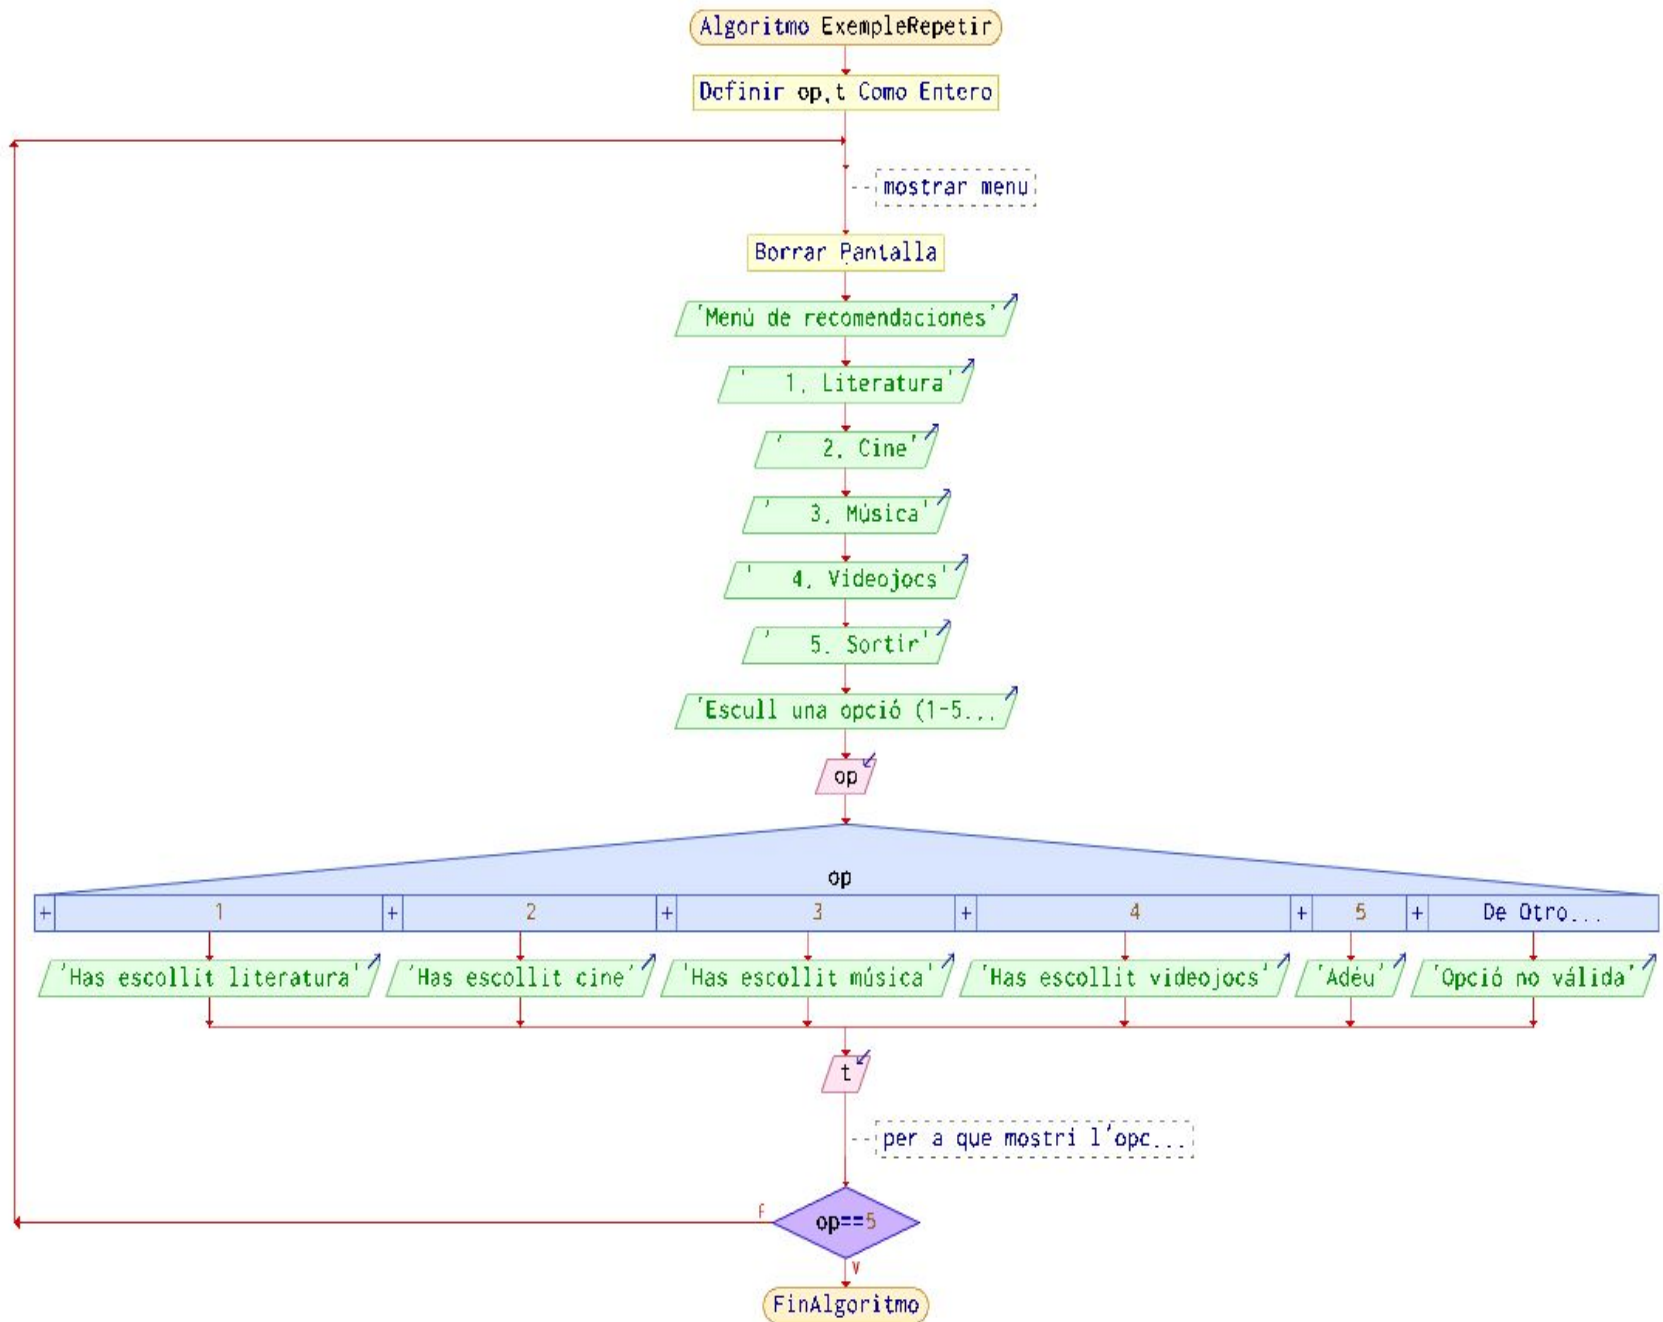 Algoritmo ExempleRepetir
Definir op,t Como Entero
mostrar menu
Borrar Pantalla
'Menú de recomendaciones'
'   1. Literatura'
'   2. Cine'
'   3. Música'
'   4. Videojocs'
'   5. Sortir'
'Escull una opció (1-5...
op
op
+ 1 + 2 + 3 + 4 + 5 + De Otro...
'Has escollit literatura' 'Has escollit cine' 'Has escollit música' 'Has escollit videojocs' 'Adéu' 'Opció no válida'
t
per a que mostri l'opc...
F
op==5
V
FinAlgoritmo